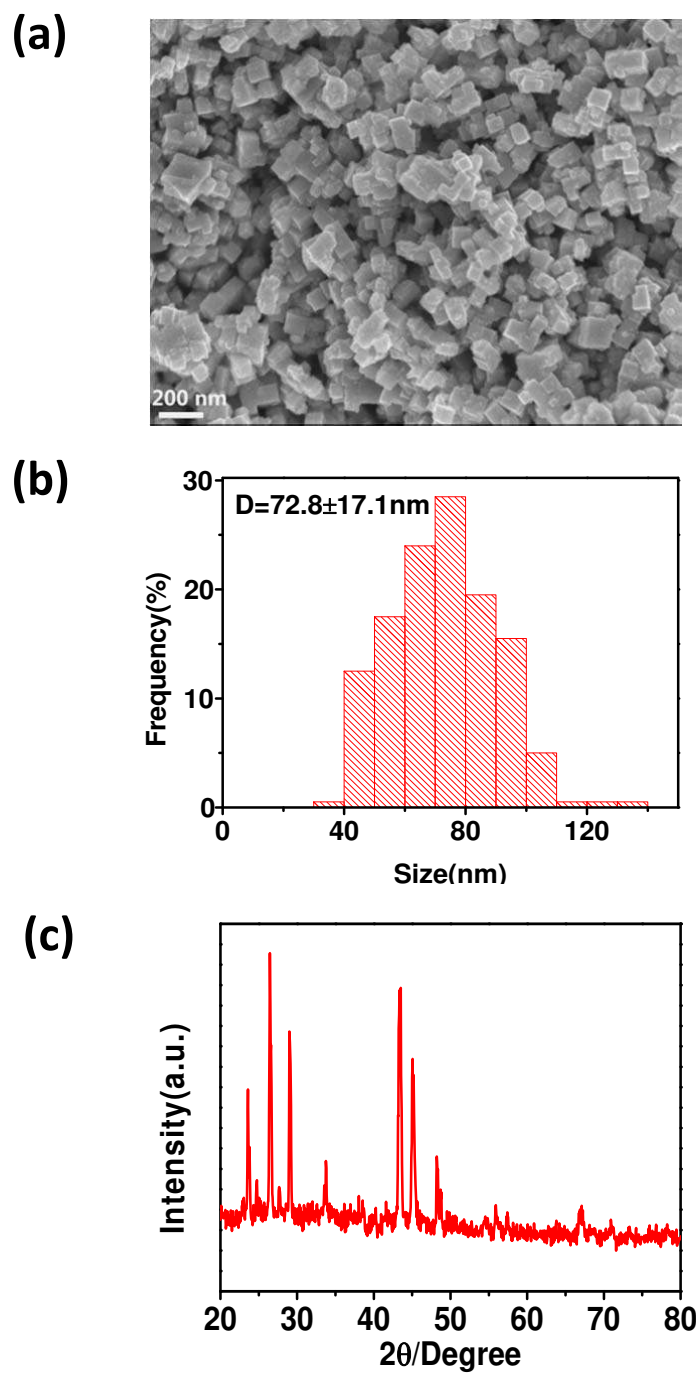 (a)
200 nm
(b)
D=72.8±17.1nm
30
20
10
0
Frequency(%)
0 40 80 120
Size(nm)
(c)
Intensity(a.u.)
20 30 40 50 60 70 80
2θ/Degree